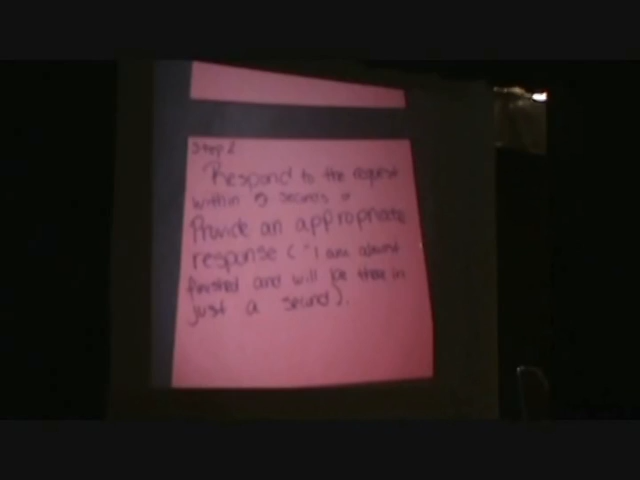 Step 2
Respond to the request
within 5 seconds or
Provide an appropriate
response ("I am almost
finished and will be there in
just a second).